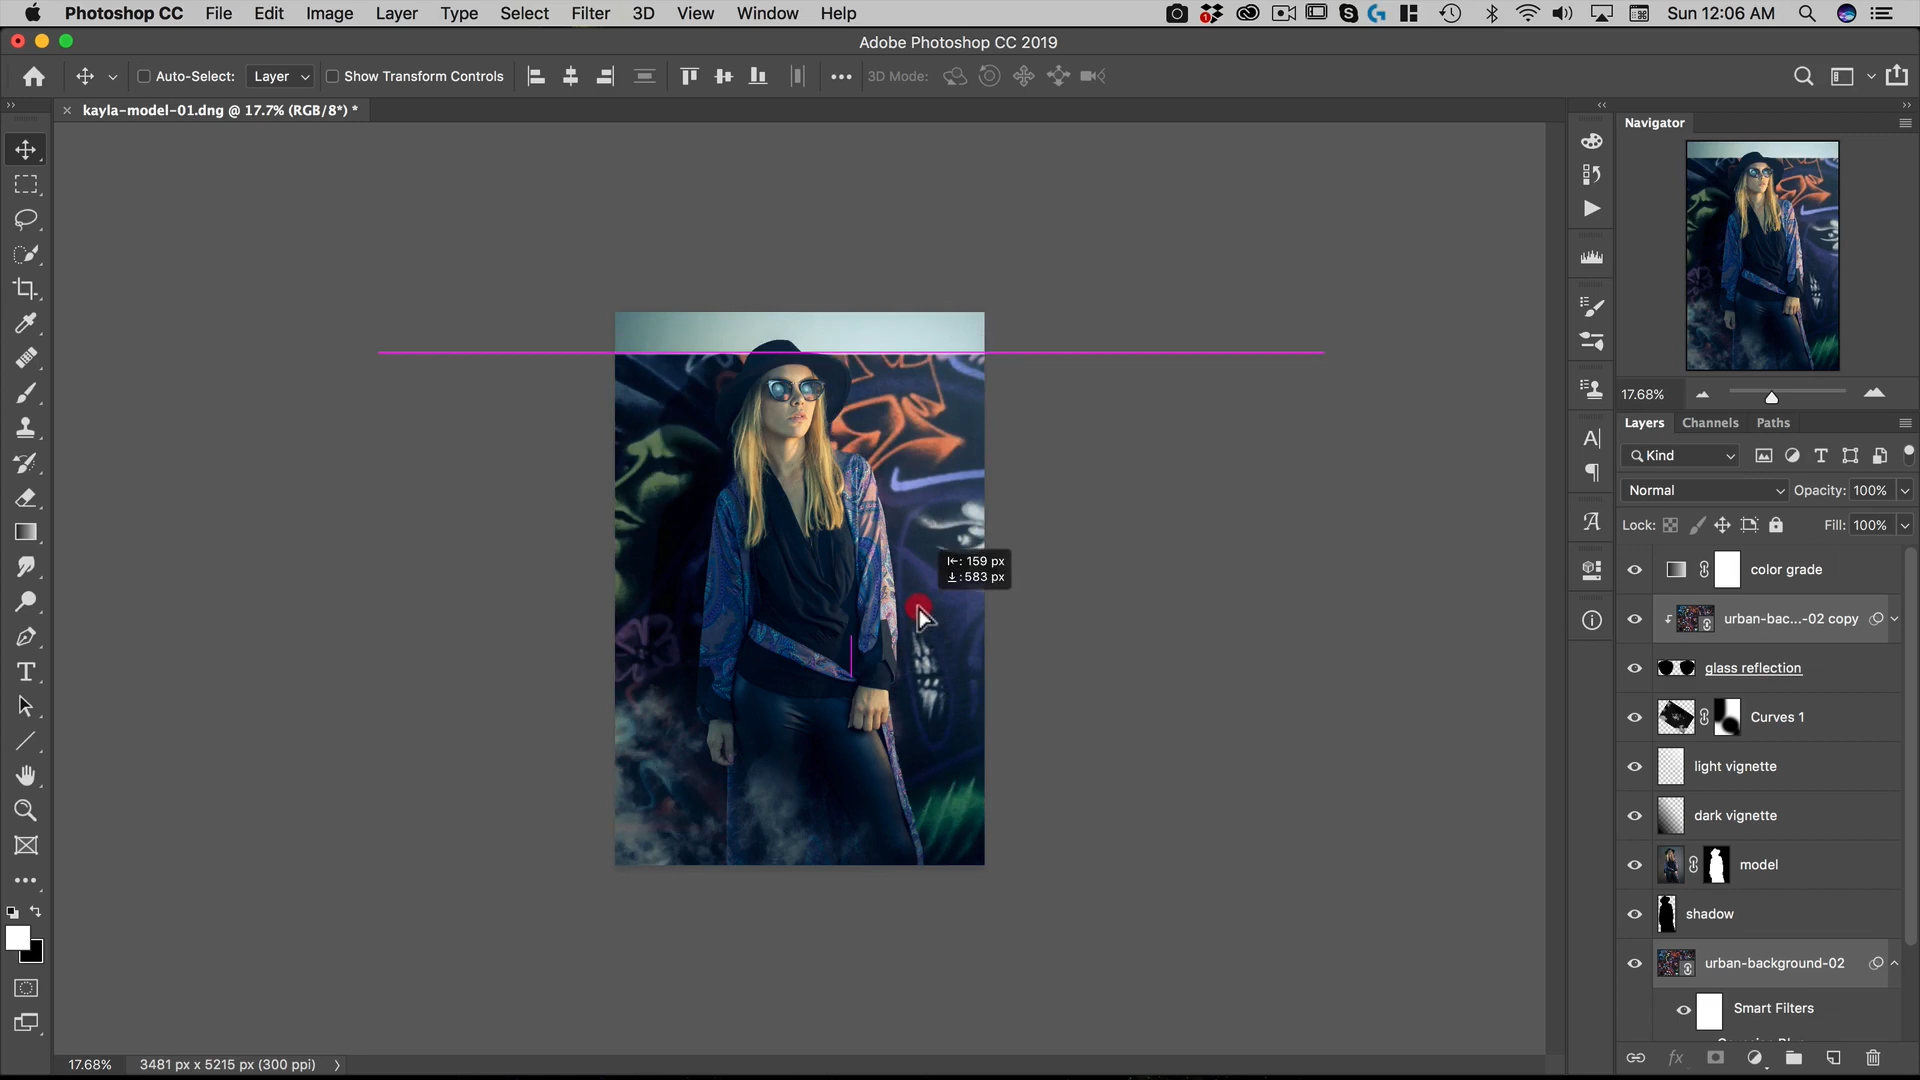 Photoshop CC File Edit Image Layer Type Select Filter 3D View Window Help
Sun 12:06 AM
Adobe Photoshop CC 2019
Auto-Select: Layer Show Transform Controls
3D Mode:
kayla-model-01.dng @ 17.7% (RGB/8*) *
Navigator
17.68%
Layers Channels Paths
Kind
Normal Opacity: 100%
Lock: Fill: 100%
color grade
urban-bac...-02 copy
glass reflection
Curves 1
light vignette
dark vignette
model
shadow
urban-background-02
Smart Filters
159 px
583 px
17.68% 3481 px x 5215 px (300 ppi)